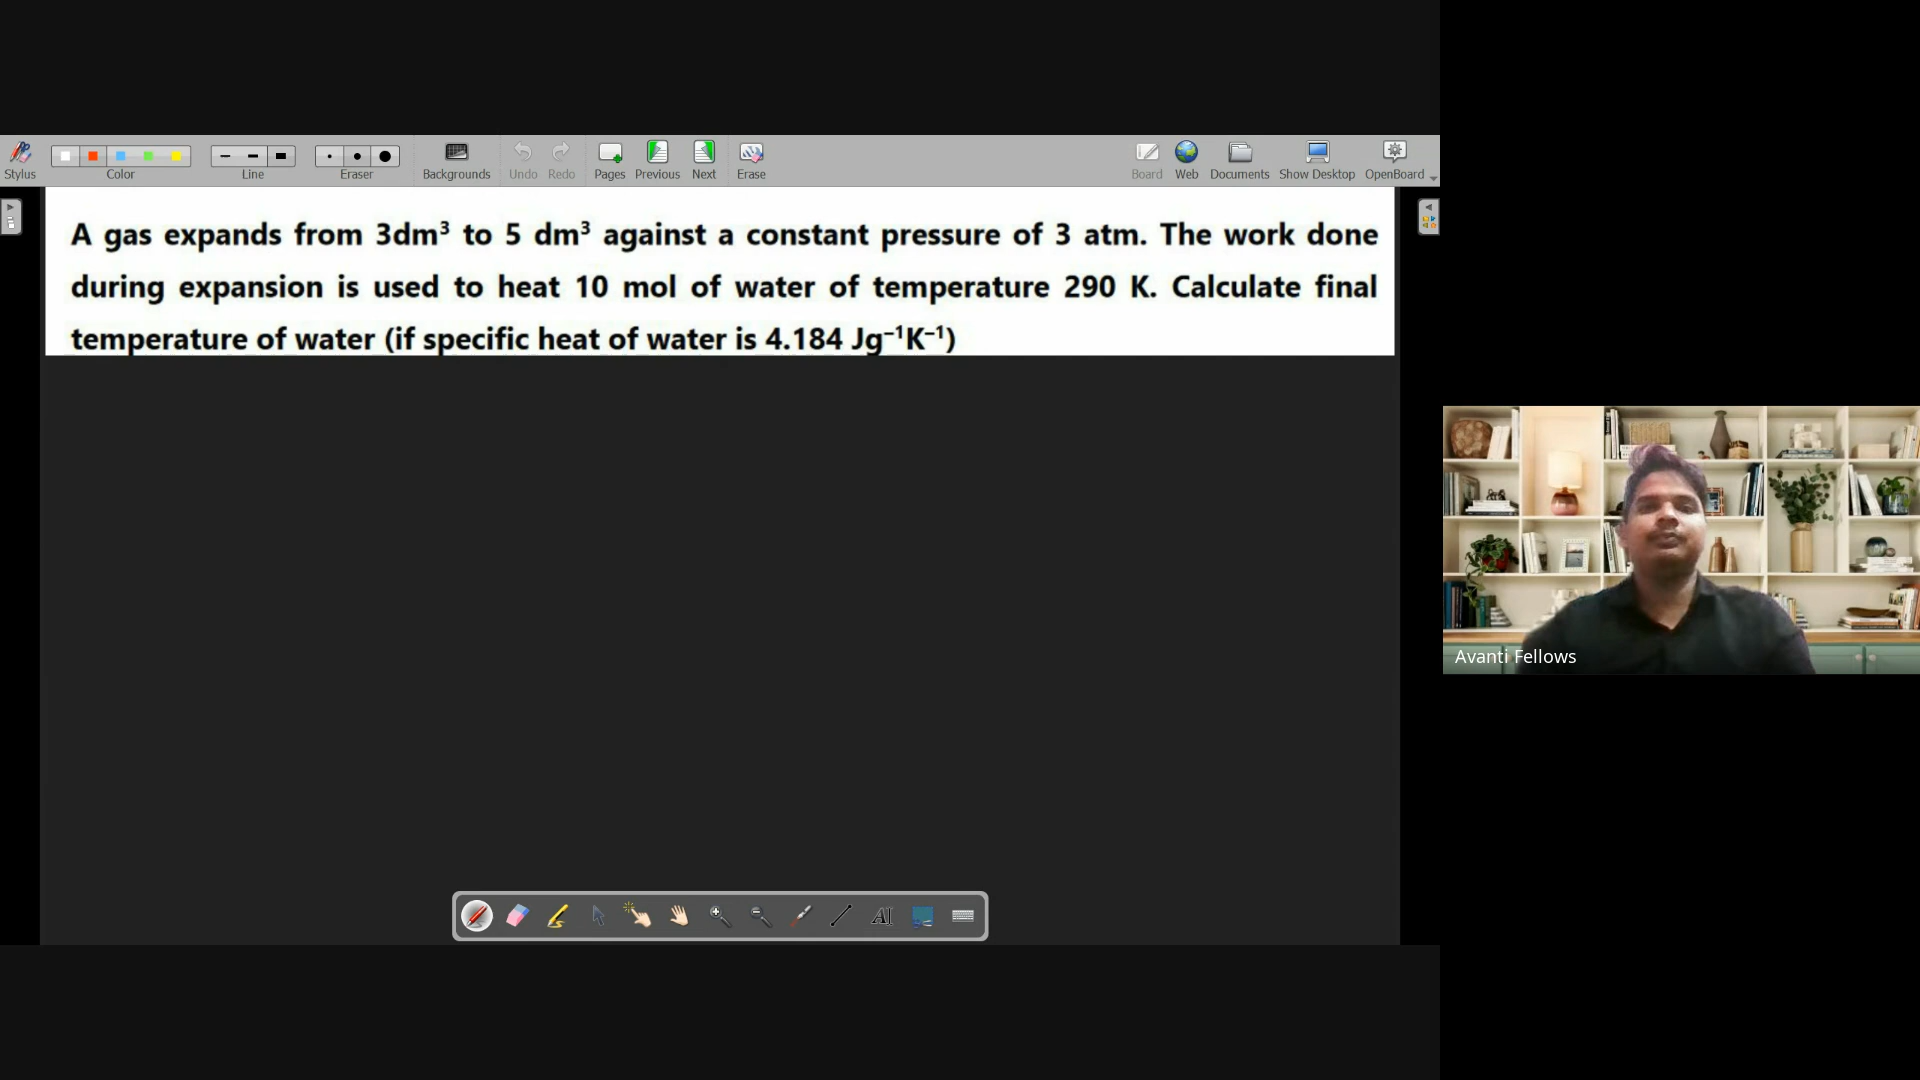 Stylus
Color
Line
Eraser
Backgrounds
Undo
Redo
Pages
Previous
Next
Erase
Board
Web
Documents
Show Desktop
OpenBoard
A gas expands from 3dm³ to 5 dm³ against a constant pressure of 3 atm. The work done
during expansion is used to heat 10 mol of water of temperature 290 K. Calculate final
temperature of water (if specific heat of water is 4.184 Jg⁻¹K⁻¹)
AI
Avanti Fellows